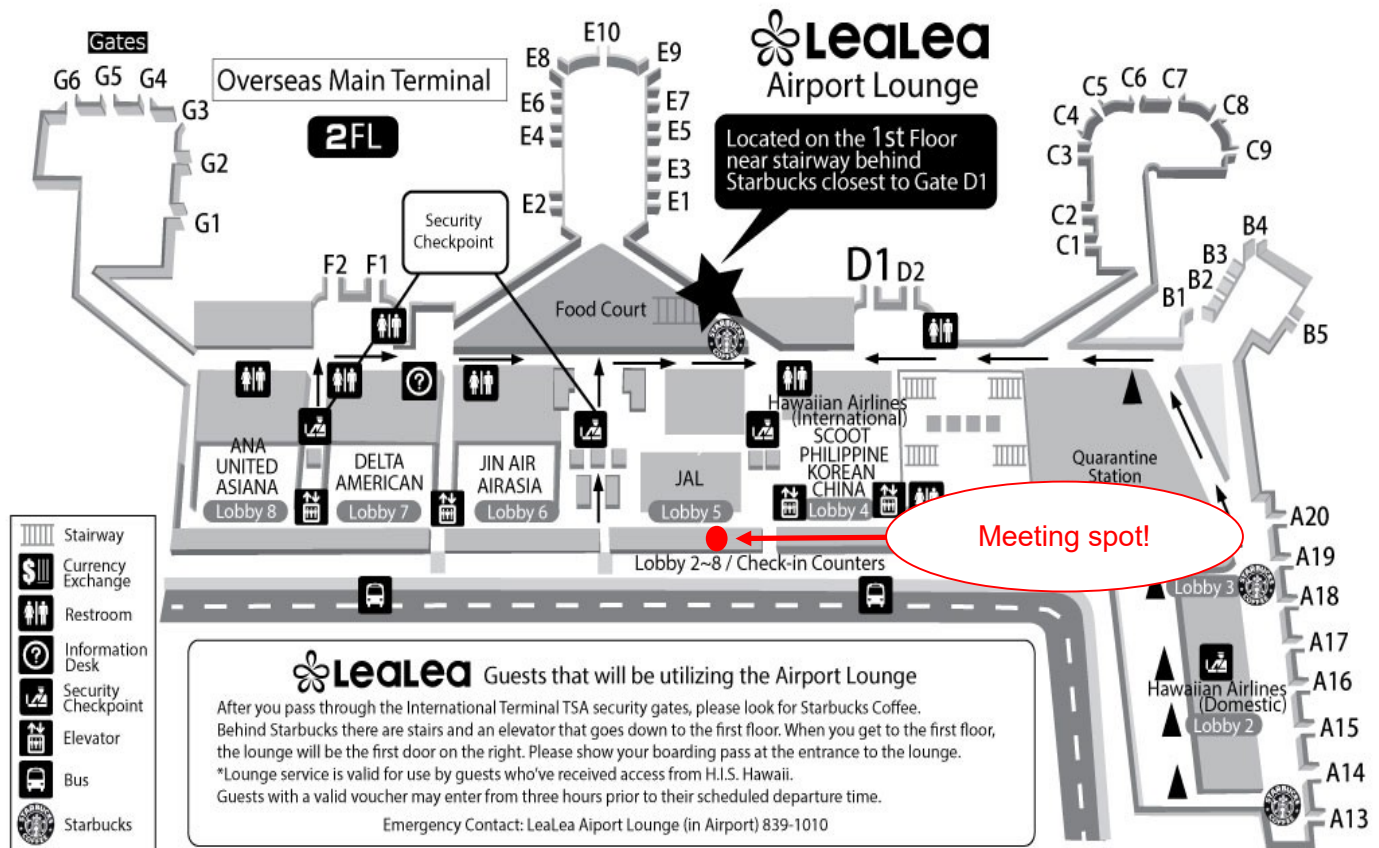 Gates
G6
G5
G4
G3
G2
G1
Overseas Main Terminal
2FL
E10
E8
E9
E6
E7
E4
E5
E3
E2
E1
LeaLea
Airport Lounge
Located on the 1st Floor
near stairway behind
Starbucks closest to Gate D1
C7
C6
C5
C8
C4
C3
C9
C2
C1
B4
B3
B2
B1
B5
Security
Checkpoint
F2
F1
D1
D2
Food Court
STARBUCKS
COFFEE
ANA
UNITED
ASIANA
Lobby 8
DELTA
AMERICAN
Lobby 7
JIN AIR
AIRASIA
Lobby 6
JAL
Lobby 5
Hawaiian Airlines
(International)
SCOOT
PHILIPPINE
KOREAN
CHINA
Lobby 4
Quarantine
Station
Meeting spot!
Lobby 2~8 / Check-in Counters
Lobby 3
STARBUCKS
COFFEE
Hawaiian Airlines
(Domestic)
Lobby 2
STARBUCKS
COFFEE
A20
A19
A18
A17
A16
A15
A14
A13
Stairway
Currency
Exchange
Restroom
Information
Desk
Security
Checkpoint
Elevator
Bus
STARBUCKS
COFFEE
Starbucks
LeaLea Guests that will be utilizing the Airport Lounge
After you pass through the International Terminal TSA security gates, please look for Starbucks Coffee.
Behind Starbucks there are stairs and an elevator that goes down to the first floor. When you get to the first floor,
the lounge will be the first door on the right. Please show your boarding pass at the entrance to the lounge.
*Lounge service is valid for use by guests who've received access from H.I.S. Hawaii.
Guests with a valid voucher may enter from three hours prior to their scheduled departure time.
Emergency Contact: LeaLea Aiport Lounge (in Airport) 839-1010